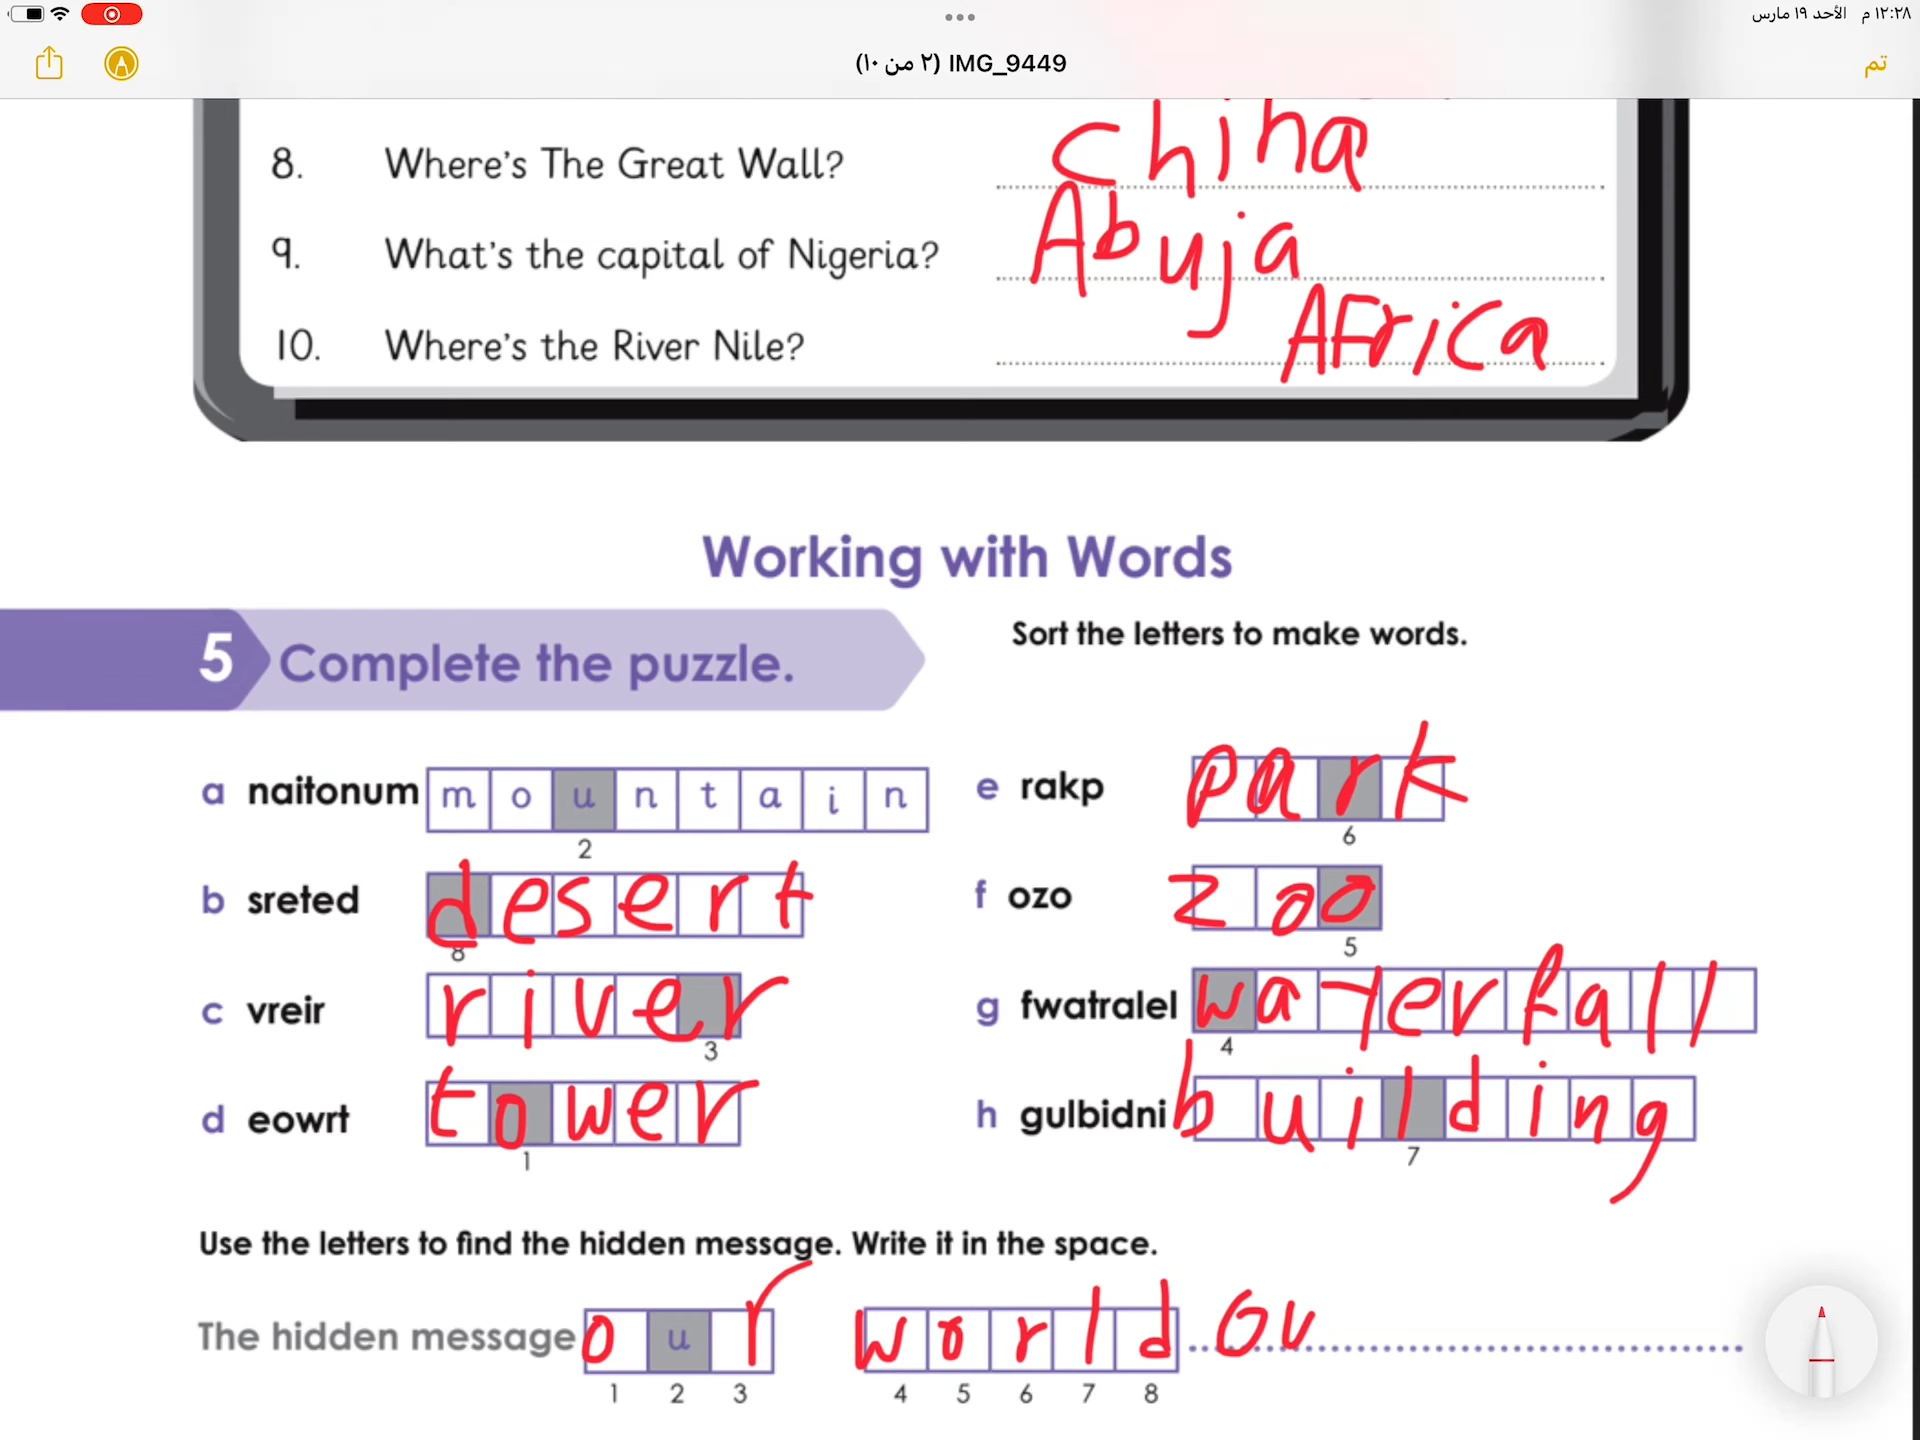 ١٢:٢٨ م الأحد ١٩ مارس
IMG_9449 (٢ من ١٠)
تم
8. Where's The Great Wall? China
9. What's the capital of Nigeria? Abuja
10. Where's the River Nile? AFrica
Working with Words
5 Complete the puzzle.
Sort the letters to make words.
a naitonum m o u n t a i n
2
e rakp park
6
b sreted desert
8
f ozo zoo
5
c vreir river
3
g fwatralel waterfall
4
d eowrt tower
1
h gulbidni building
7
Use the letters to find the hidden message. Write it in the space.
The hidden message o u r w o r l d ou
1 2 3 4 5 6 7 8